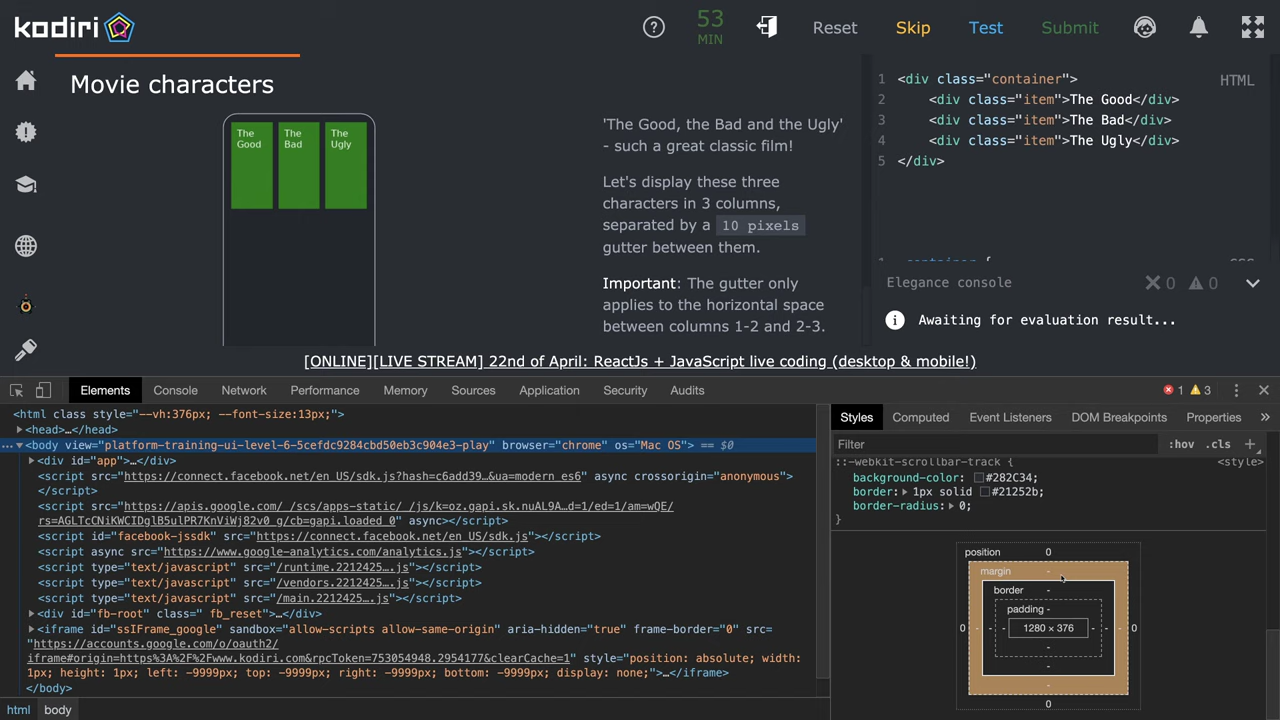 kodiri
?
53
MIN
Reset
Skip
Test
Submit
Movie characters
The
Good
The
Bad
The
Ugly
'The Good, the Bad and the Ugly'
- such a great classic film!
Let's display these three
characters in 3 columns,
separated by a 10 pixels
gutter between them.
Important: The gutter only
applies to the horizontal space
between columns 1-2 and 2-3.
HTML
1 <div class="container">
2 <div class="item">The Good</div>
3 <div class="item">The Bad</div>
4 <div class="item">The Ugly</div>
5 </div>
Elegance console
0
0
Awaiting for evaluation result...
[ONLINE][LIVE STREAM] 22nd of April: ReactJs + JavaScript live coding (desktop & mobile!)
Elements Console Network Performance Memory Sources Application Security Audits
1 3
<html class style="--vh:376px; --font-size:13px;">
<head>…</head>
<body view="platform-training-ui-level-6-5cefdc9284cbd50eb3c904e3-play" browser="chrome" os="Mac OS"> == $0
<div id="app">…</div>
<script src="https://connect.facebook.net/en_US/sdk.js?hash=c6add39…&ua=modern_es6" async crossorigin="anonymous">
</script>
<script src="https://apis.google.com/_/scs/apps-static/_/js/k=oz.gapi.sk.nuAL9A…d=1/ed=1/am=wQE/
rs=AGLTcCNiKWCIDglB5ulPR7KnViWj82v0_g/cb=gapi.loaded_0" async></script>
<script id="facebook-jssdk" src="https://connect.facebook.net/en_US/sdk.js"></script>
<script async src="https://www.google-analytics.com/analytics.js"></script>
<script type="text/javascript" src="/runtime.2212425….js"></script>
<script type="text/javascript" src="/vendors.2212425….js"></script>
<script type="text/javascript" src="/main.2212425….js"></script>
<div id="fb-root" class=" fb_reset">…</div>
<iframe id="ssIFrame_google" sandbox="allow-scripts allow-same-origin" aria-hidden="true" frame-border="0" src="
https://accounts.google.com/o/oauth2/
iframe#origin=https%3A%2F%2Fwww.kodiri.com&rpcToken=753054948.2954177&clearCache=1" style="position: absolute; width:
1px; height: 1px; left: -9999px; top: -9999px; right: -9999px; bottom: -9999px; display: none;">…</iframe>
</body>
html body
Styles Computed Event Listeners DOM Breakpoints Properties »
Filter
:hov .cls +
::-webkit-scrollbar-track {
<style>
background-color: #282C34;
border: 1px solid #21252b;
border-radius: 0;
}
position 0
margin -
border -
padding -
0 - - - 1280 × 376 - - - 0
-
-
-
0